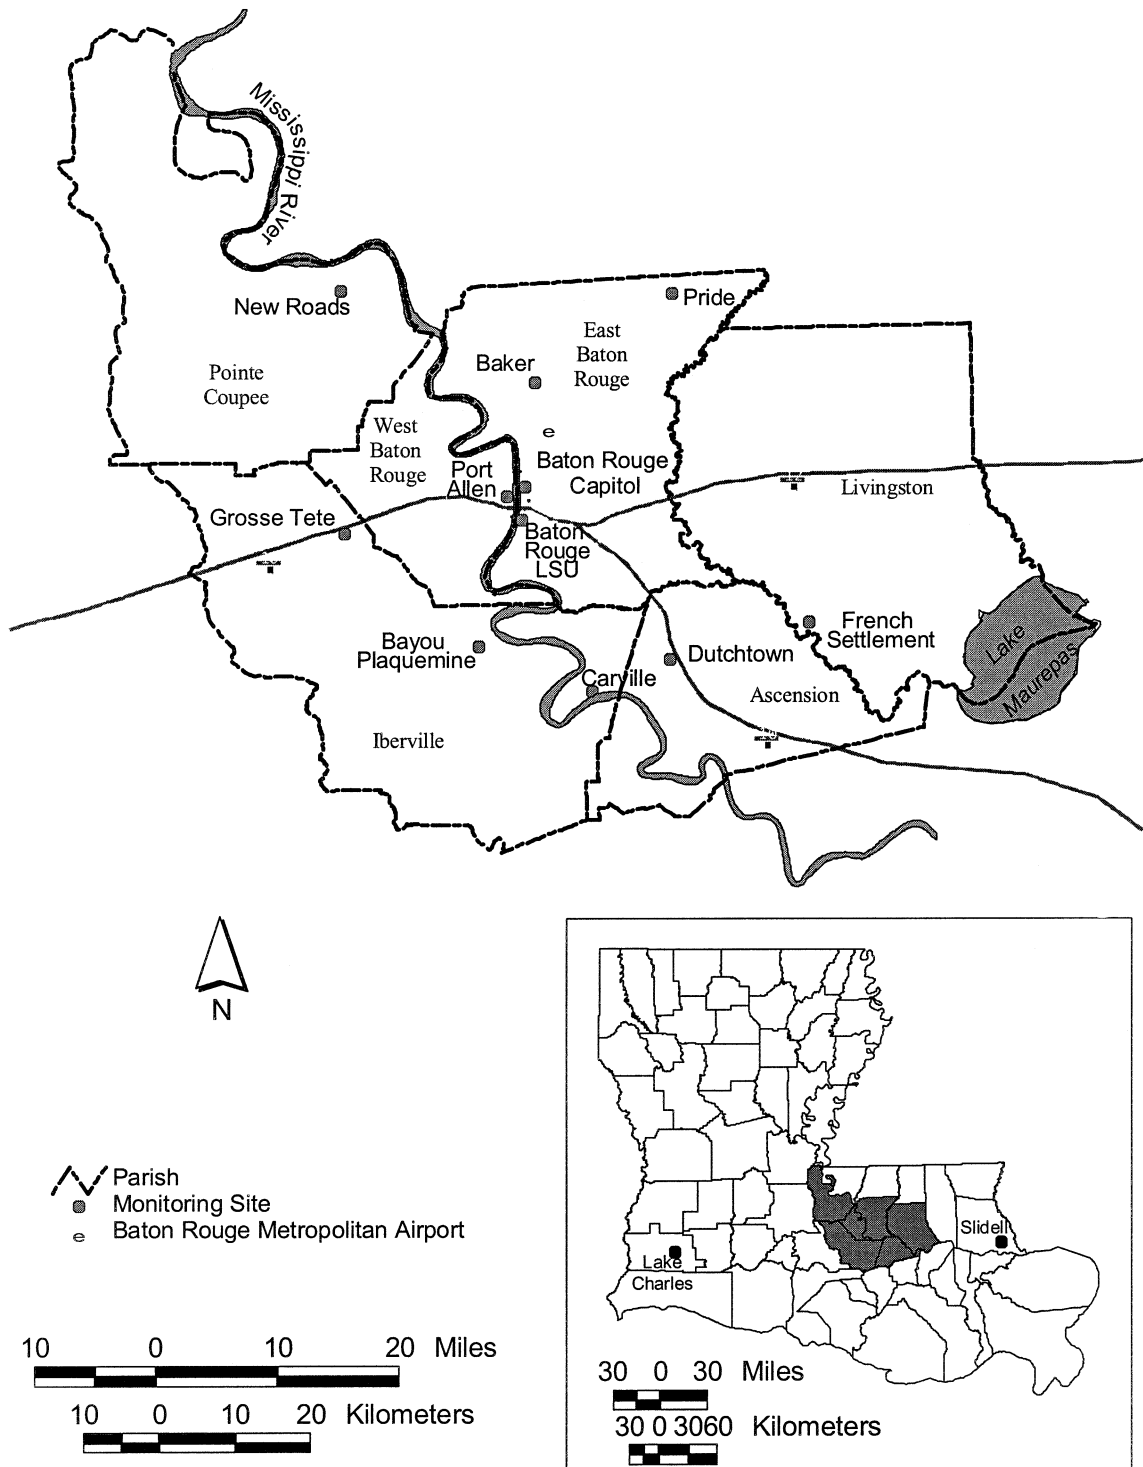 Mississippi River
New Roads
Pride
East
Baton
Rouge
Baker
Pointe
Coupee
West
Baton
Rouge
e
Port
Allen
Baton Rouge
Capitol
Livingston
Grosse Tete
Baton
Rouge
LSU
French
Settlement
Lake
Maurepas
Bayou
Plaquemine
Dutchtown
Carville
Ascension
Iberville
N
Parish
Monitoring Site
e Baton Rouge Metropolitan Airport
10 0 10 20 Miles
10 0 10 20 Kilometers
Slidell
Lake
Charles
30 0 30 Miles
30 0 3060 Kilometers